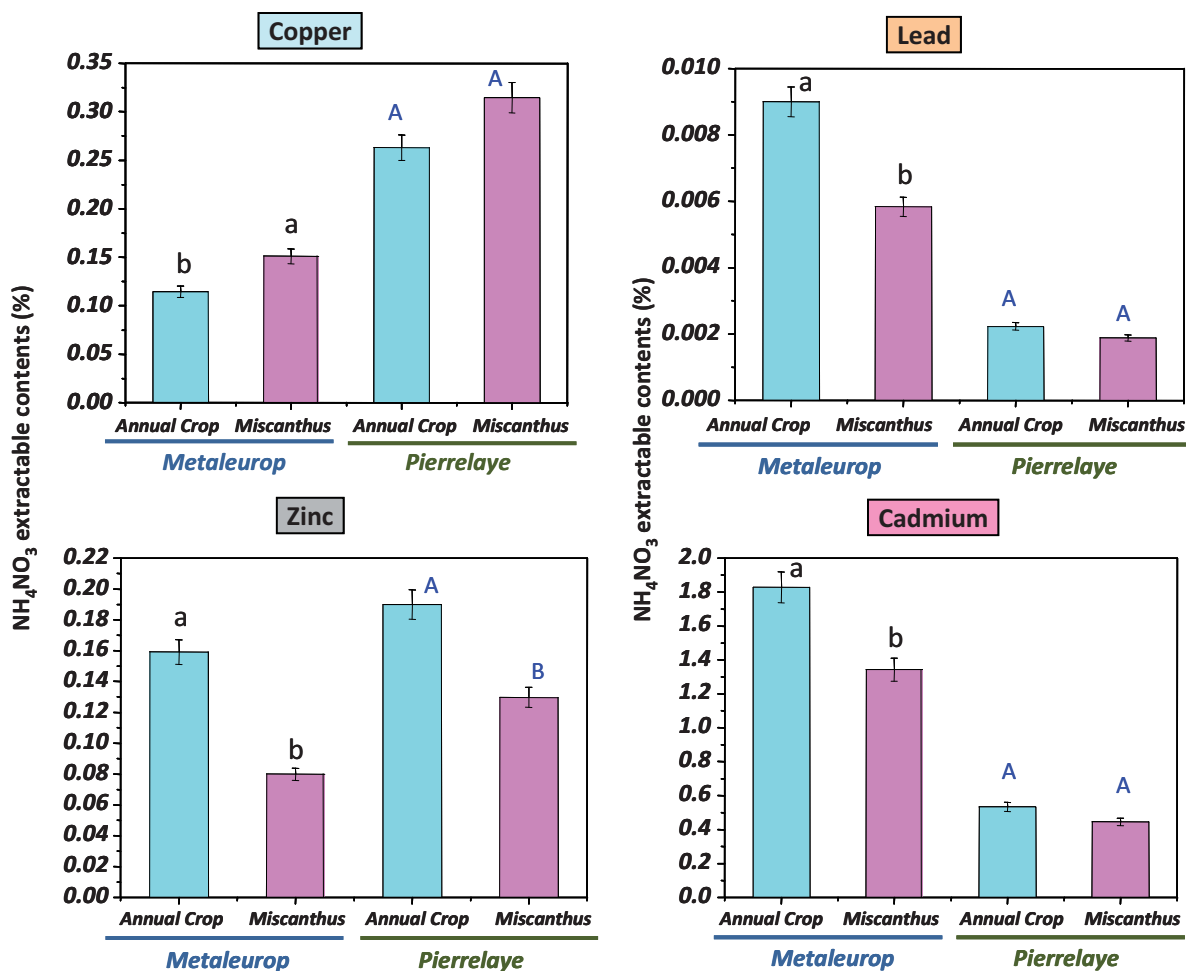 Copper
NH4NO3 extractable contents (%)
0.35
0.30
0.25
0.20
0.15
0.10
0.05
0.00
b
a
A
A
Annual Crop Miscanthus Annual Crop Miscanthus
Metaleurop Pierrelaye
Lead
NH4NO3 extractable contents (%)
0.010
0.008
0.006
0.004
0.002
0.000
a
b
A
A
Annual Crop Miscanthus Annual Crop Miscanthus
Metaleurop Pierrelaye
Zinc
0.22
0.20
0.18
0.16
0.14
0.12
0.10
0.08
0.06
0.04
0.02
0.00
a
b
A
B
Annual Crop Miscanthus Annual Crop Miscanthus
Metaleurop Pierrelaye
Cadmium
2.0
1.8
1.6
1.4
1.2
1.0
0.8
0.6
0.4
0.2
0.0
a
b
A
A
Annual Crop Miscanthus Annual Crop Miscanthus
Metaleurop Pierrelaye